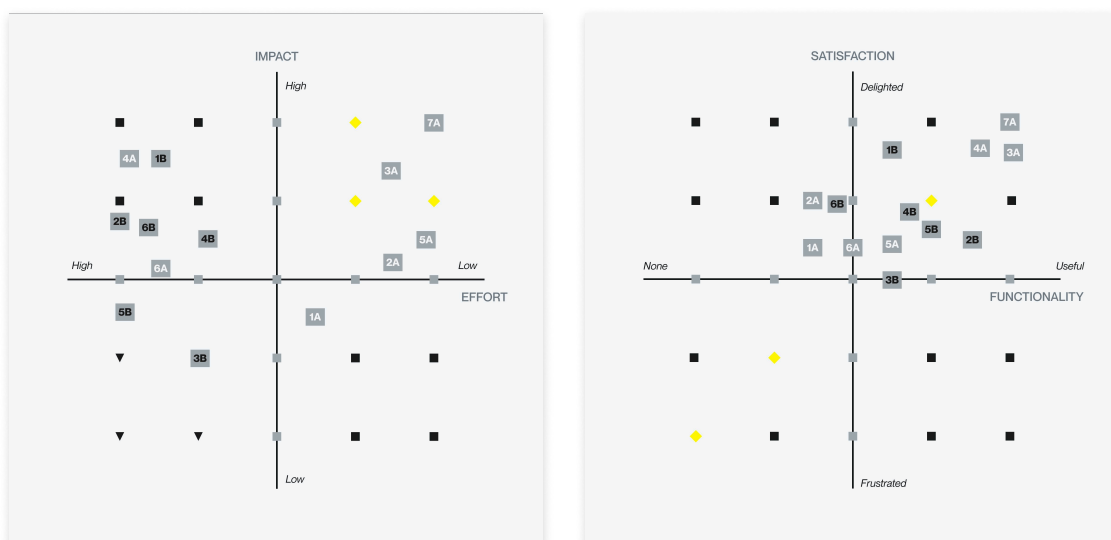 IMPACT
High
7A
4A
1B
3A
2B
6B
4B
5A
6A
2A
High
Low
EFFORT
5B
1A
3B
Low
SATISFACTION
Delighted
7A
1B
4A
3A
2A
6B
4B
5B
2B
1A
6A
5A
None
Useful
3B
FUNCTIONALITY
Frustrated